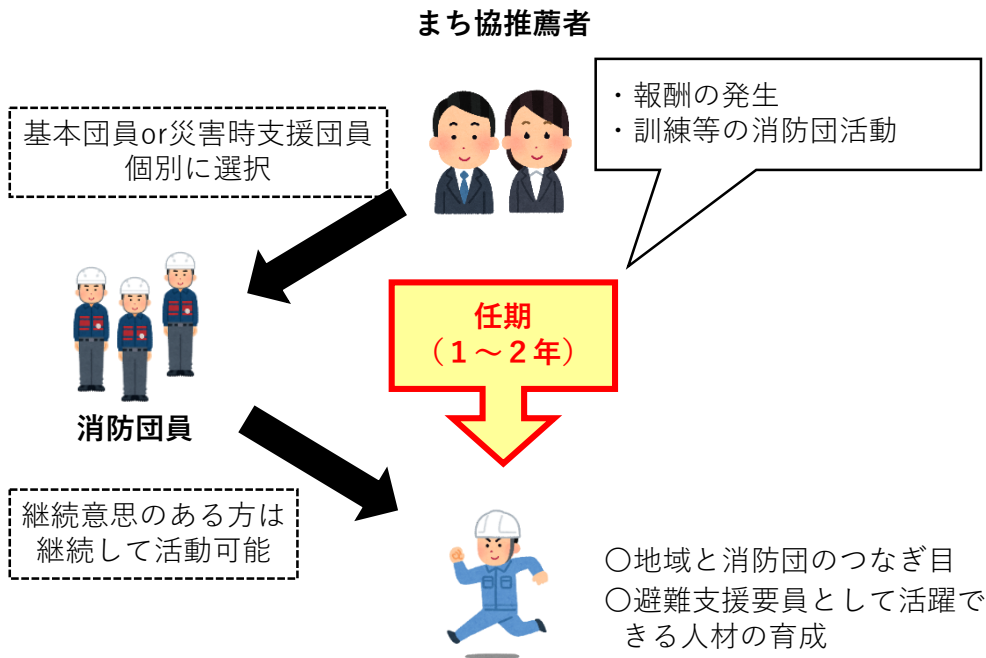 まち協推薦者
・報酬の発生
・訓練等の消防団活動
基本団員or災害時支援団員
個別に選択
任期
（１～２年）
消防団員
継続意思のある方は
継続して活動可能
〇地域と消防団のつなぎ目
〇避難支援要員として活躍で
きる人材の育成